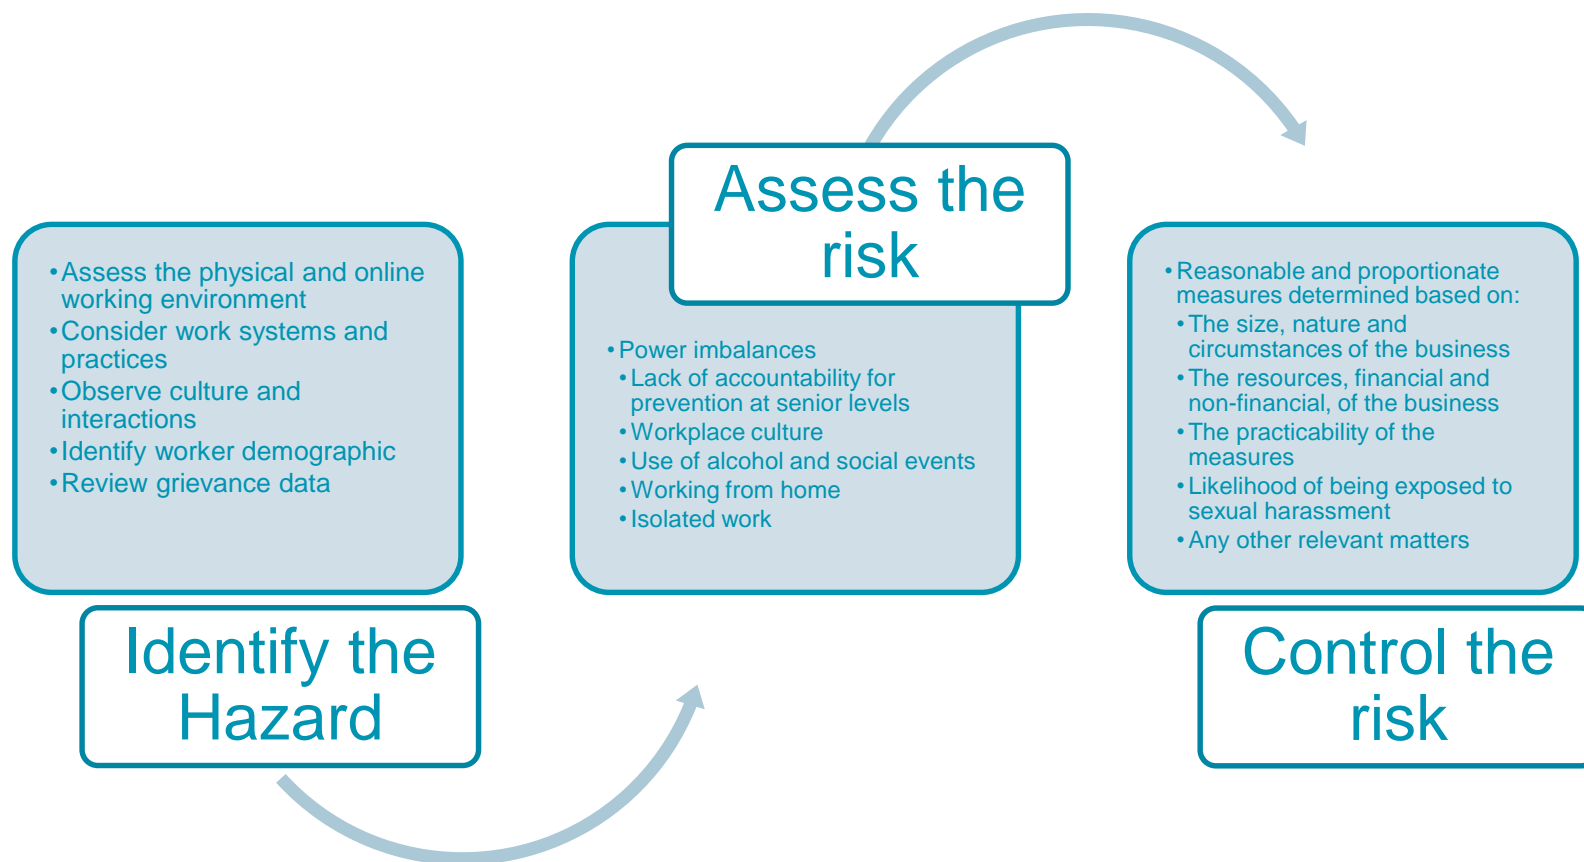 •Assess the physical and online
working environment
•Consider work systems and
practices
•Observe culture and
interactions
•Identify worker demographic
•Review grievance data
Identify the
Hazard
Assess the
risk
•Power imbalances
•Lack of accountability for
prevention at senior levels
•Workplace culture
•Use of alcohol and social events
•Working from home
•Isolated work
•Reasonable and proportionate
measures determined based on:
•The size, nature and
circumstances of the business
•The resources, financial and
non-financial, of the business
•The practicability of the
measures
•Likelihood of being exposed to
sexual harassment
•Any other relevant matters
Control the
risk